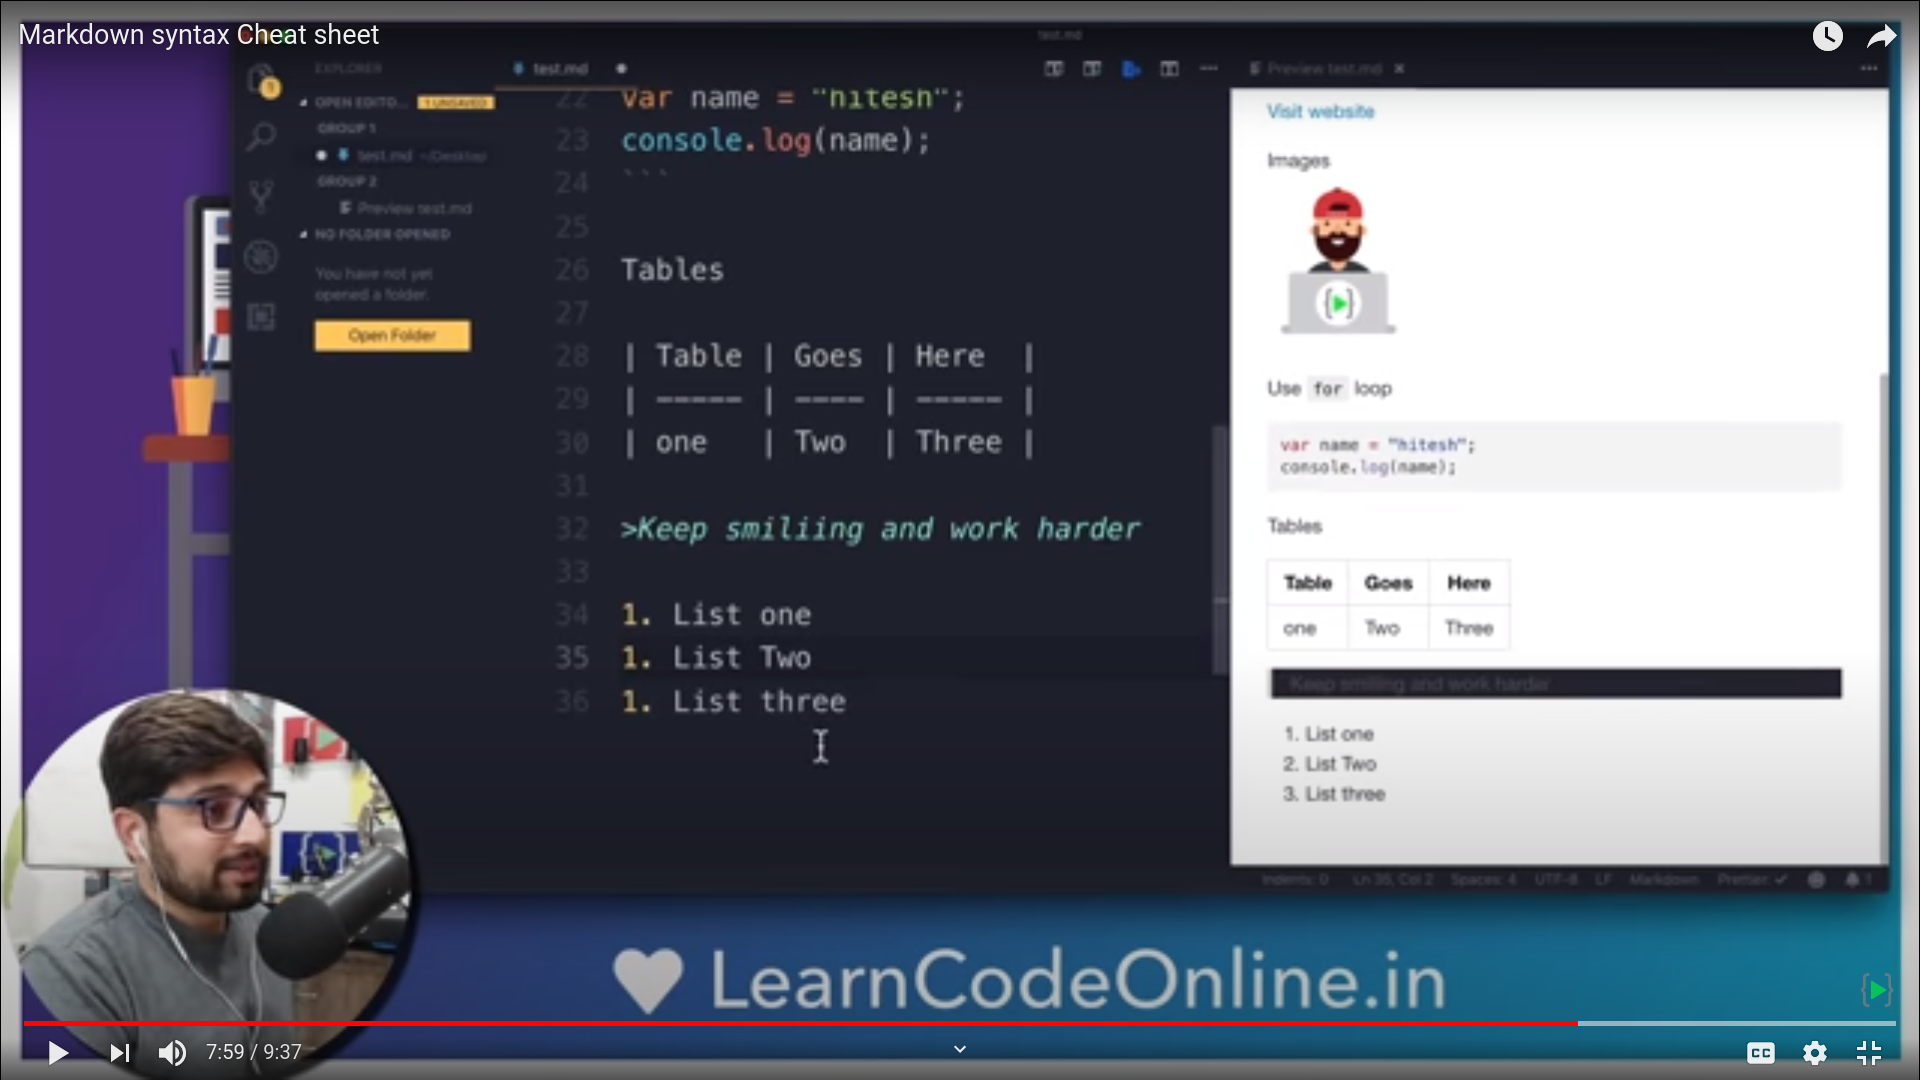 Markdown syntax Cheat sheet
test.md
EXPLORER
OPEN EDITO... 1 UNSAVED
GROUP 1
test.md ~/Desktop
GROUP 2
Preview test.md
NO FOLDER OPENED
You have not yet
opened a folder.
Open Folder
test.md
22 var name = "hitesh";
23 console.log(name);
24 ```
25
26 Tables
27
28 | Table | Goes | Here |
29 | ----- | ---- | ----- |
30 | one | Two | Three |
31
32 >Keep smiliing and work harder
33
34 1. List one
35 1. List Two
36 1. List three
Preview test.md
Visit website
Images
Use for loop
var name = "hitesh";
console.log(name);
Tables
Table Goes Here
one Two Three
Keep smiliing and work harder
1. List one
2. List Two
3. List three
Indents: 0 Ln 35, Col 2 Spaces: 4 UTF-8 LF Markdown Prettier: ✓ 1
LearnCodeOnline.in
7:59 / 9:37
CC